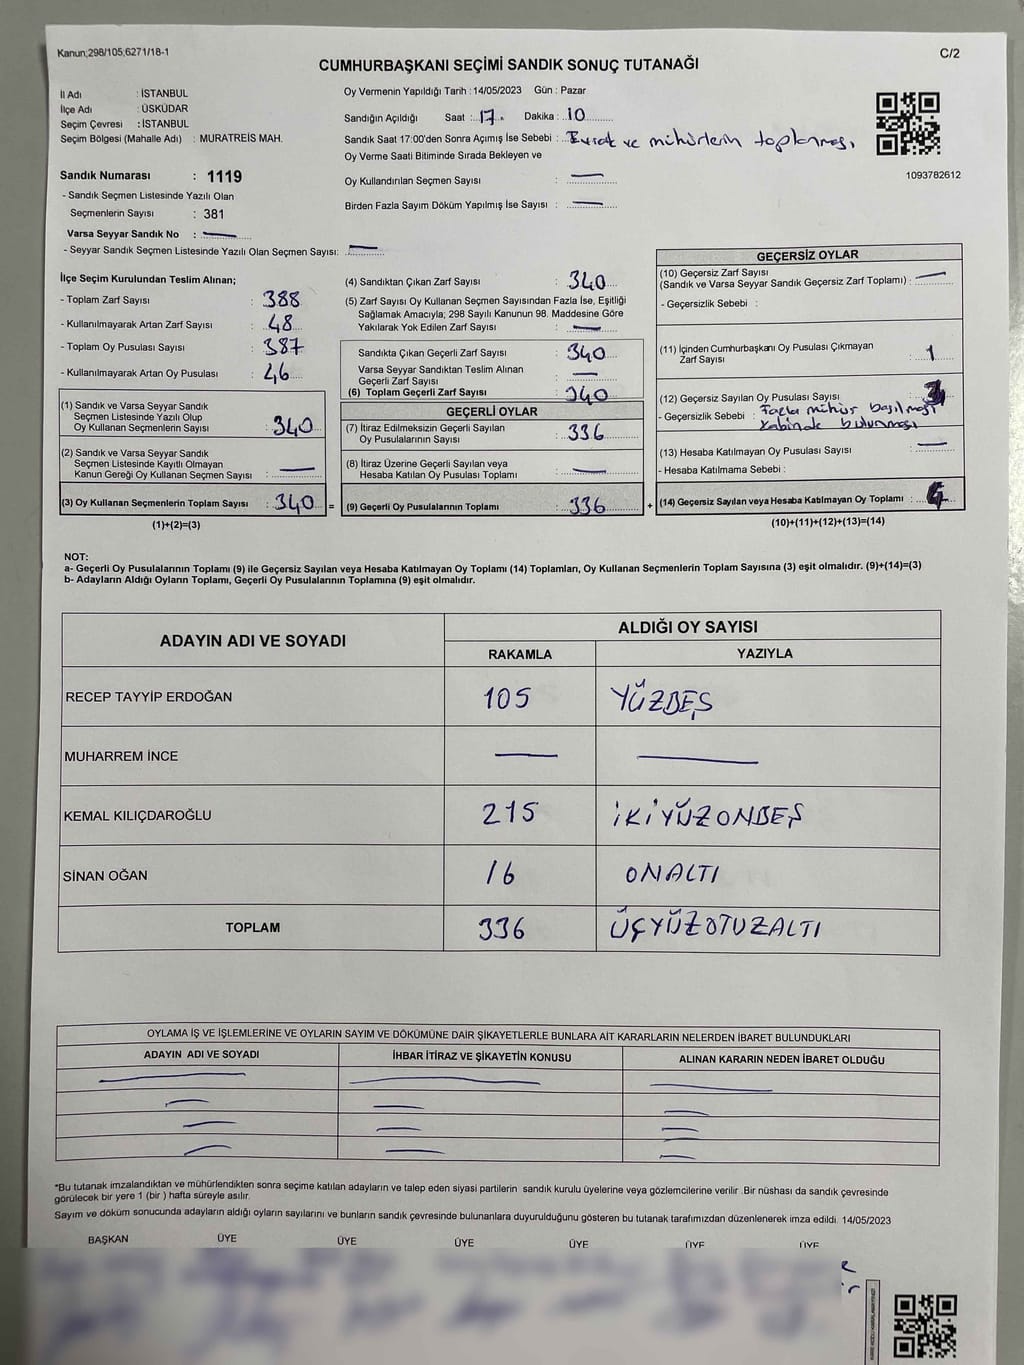 Kanun;298/105;6271/18-1
C/2
CUMHURBAŞKANI SEÇİMİ SANDIK SONUÇ TUTANAĞI
İl Adı : İSTANBUL
İlçe Adı : ÜSKÜDAR
Seçim Çevresi : İSTANBUL
Seçim Bölgesi (Mahalle Adı) : MURATREİS MAH.
Oy Vermenin Yapıldığı Tarih : 14/05/2023 Gün : Pazar
Sandığın Açıldığı Saat : 17 Dakika : 10
Sandık Saat 17:00'den Sonra Açımış İse Sebebi : Evrak ve mühürlerin toplanması
Oy Verme Saati Bitiminde Sırada Bekleyen ve
Oy Kullandırılan Seçmen Sayısı : —
Birden Fazla Sayım Döküm Yapılmış İse Sayısı : —
1093782612
Sandık Numarası : 1119
- Sandık Seçmen Listesinde Yazılı Olan
Seçmenlerin Sayısı : 381
Varsa Seyyar Sandık No : —
- Seyyar Sandık Seçmen Listesinde Yazılı Olan Seçmen Sayısı: —
İlçe Seçim Kurulundan Teslim Alınan;
- Toplam Zarf Sayısı : 388
- Kullanılmayarak Artan Zarf Sayısı : 48
- Toplam Oy Pusulası Sayısı : 387
- Kullanılmayarak Artan Oy Pusulası : 46
(1) Sandık ve Varsa Seyyar Sandık
Seçmen Listesinde Yazılı Olup
Oy Kullanan Seçmenlerin Sayısı : 340
(2) Sandık ve Varsa Seyyar Sandık
Seçmen Listesinde Kayıtlı Olmayan
Kanun Gereği Oy Kullanan Seçmen Sayısı : —
(3) Oy Kullanan Seçmenlerin Toplam Sayısı : 340 =
(1)+(2)=(3)
(4) Sandıktan Çıkan Zarf Sayısı : 340
(5) Zarf Sayısı Oy Kullanan Seçmen Sayısından Fazla İse, Eşitliği
Sağlamak Amacıyla; 298 Sayılı Kanunun 98. Maddesine Göre
Yakılarak Yok Edilen Zarf Sayısı : —
Sandıkta Çıkan Geçerli Zarf Sayısı : 340
Varsa Seyyar Sandıktan Teslim Alınan
Geçerli Zarf Sayısı : —
(6) Toplam Geçerli Zarf Sayısı : 340
GEÇERLİ OYLAR
(7) İtiraz Edilmeksizin Geçerli Sayılan
Oy Pusulalarının Sayısı : 336
(8) İtiraz Üzerine Geçerli Sayılan veya
Hesaba Katılan Oy Pusulası Toplamı : —
(9) Geçerli Oy Pusulalarının Toplamı : 336 +
GEÇERSİZ OYLAR
(10) Geçersiz Zarf Sayısı
(Sandık ve Varsa Seyyar Sandık Geçersiz Zarf Toplamı) : —
- Geçersizlik Sebebi :
(11) İçinden Cumhurbaşkanı Oy Pusulası Çıkmayan
Zarf Sayısı : 1
(12) Geçersiz Sayılan Oy Pusulası Sayısı : 3
- Geçersizlik Sebebi : Fazla mühür basılması
kabinde bulunması
(13) Hesaba Katılmayan Oy Pusulası Sayısı : —
- Hesaba Katılmama Sebebi :
(14) Geçersiz Sayılan veya Hesaba Katılmayan Oy Toplamı : 4
(10)+(11)+(12)+(13)=(14)
NOT:
a- Geçerli Oy Pusulalarının Toplamı (9) ile Geçersiz Sayılan veya Hesaba Katılmayan Oy Toplamı (14) Toplamları, Oy Kullanan Seçmenlerin Toplam Sayısına (3) eşit olmalıdır. (9)+(14)=(3)
b- Adayların Aldığı Oyların Toplamı, Geçerli Oy Pusulalarının Toplamına (9) eşit olmalıdır.
ADAYIN ADI VE SOYADI
ALDIĞI OY SAYISI
RAKAMLA YAZIYLA
RECEP TAYYİP ERDOĞAN 105 YÜZBEŞ
MUHARREM İNCE — —
KEMAL KILIÇDAROĞLU 215 İKİYÜZONBEŞ
SİNAN OĞAN 16 ONALTI
TOPLAM 336 ÜÇYÜZOTUZALTI
OYLAMA İŞ VE İŞLEMLERİNE VE OYLARIN SAYIM VE DÖKÜMÜNE DAİR ŞİKAYETLERLE BUNLARA AİT KARARLARIN NELERDEN İBARET BULUNDUKLARI
ADAYIN ADI VE SOYADI İHBAR İTİRAZ VE ŞİKAYETİN KONUSU ALINAN KARARIN NEDEN İBARET OLDUĞU
*Bu tutanak imzalandıktan ve mühürlendikten sonra seçime katılan adayların ve talep eden siyasi partilerin sandık kurulu üyelerine veya gözlemcilerine verilir .Bir nüshası da sandık çevresinde
görülecek bir yere 1 (bir ) hafta süreyle asılır.
Sayım ve döküm sonucunda adayların aldığı oyların sayılarını ve bunların sandık çevresinde bulunanlara duyurulduğunu gösteren bu tutanak tarafımızdan düzenlenerek imza edildi. 14/05/2023
BAŞKAN ÜYE ÜYE ÜYE ÜYE ÜYE ÜYE